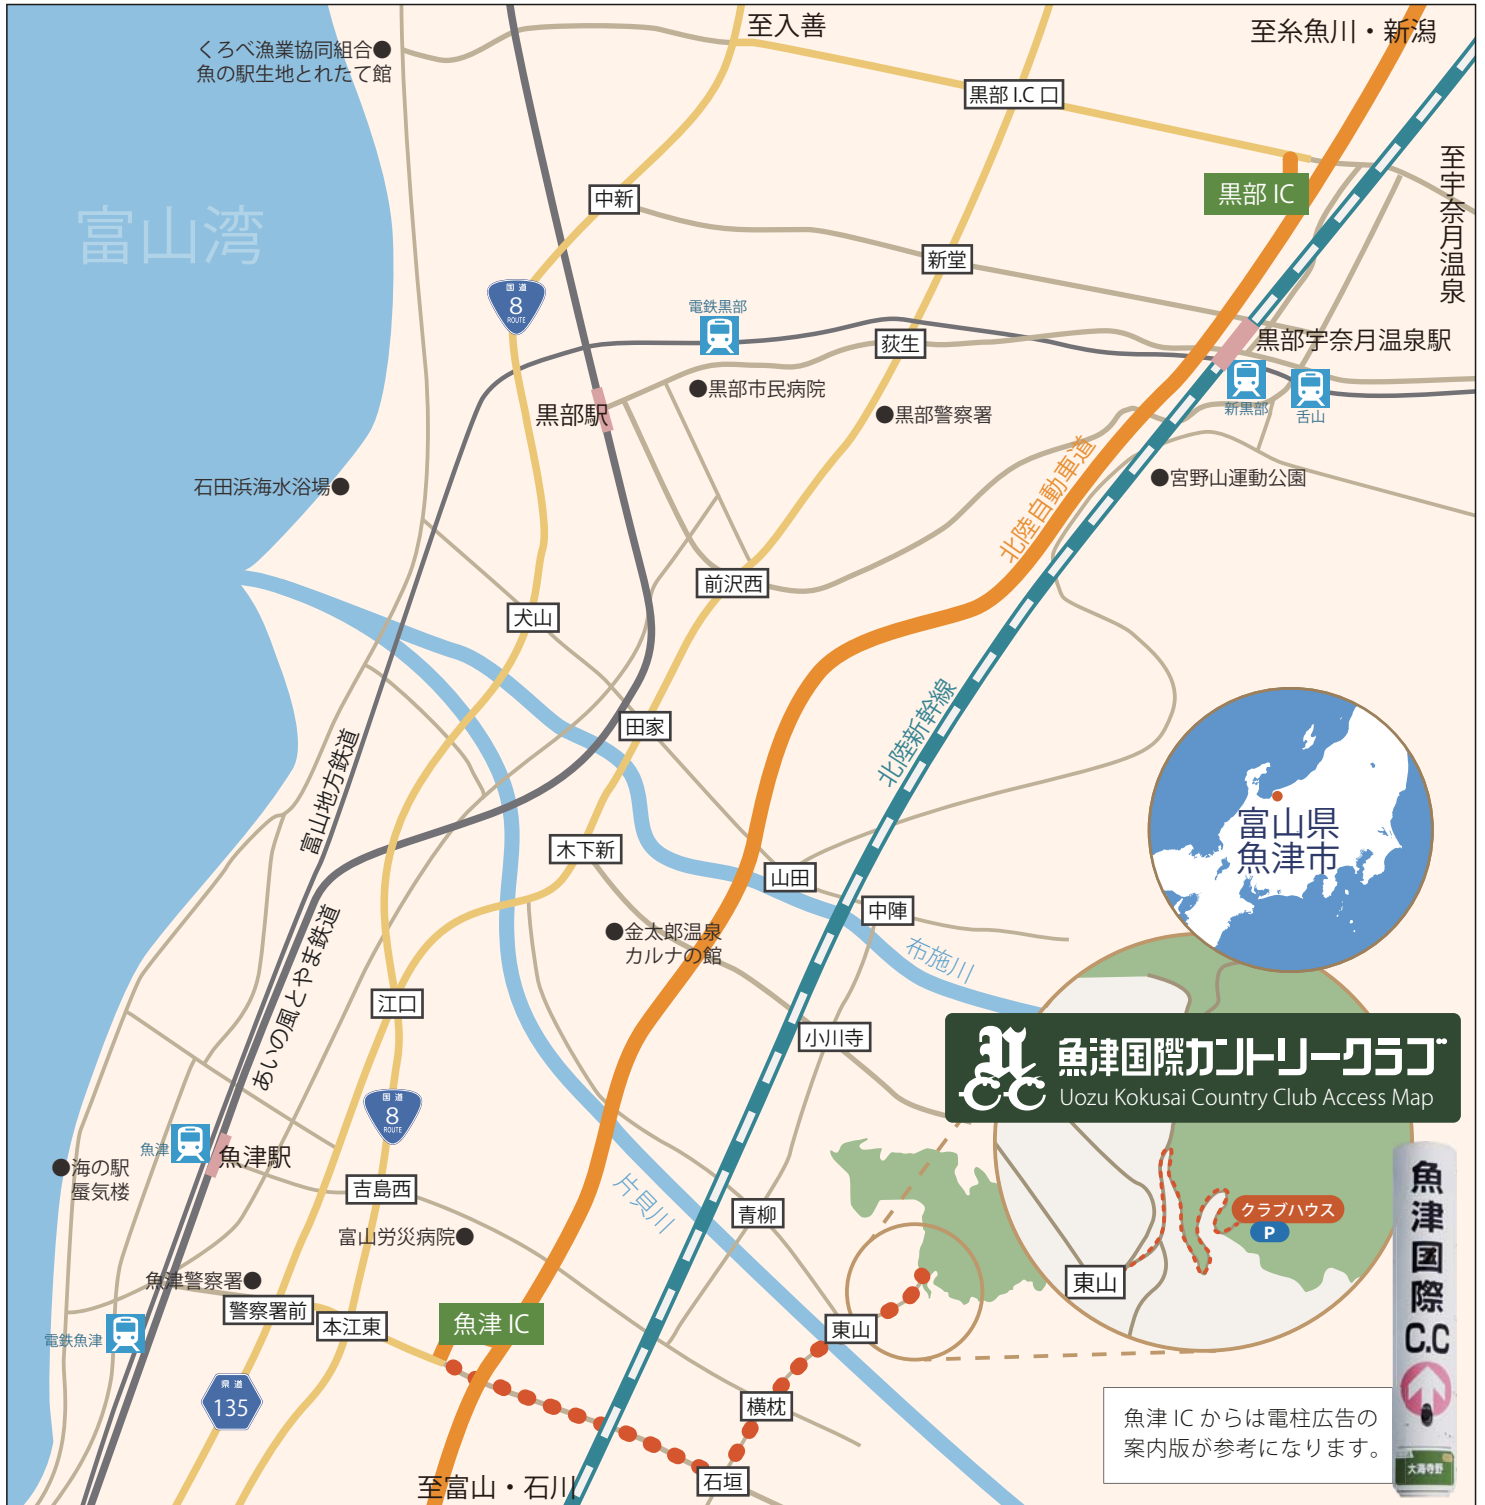 至入善
至糸魚川・新潟
くろべ漁業協同組合
魚の駅生地とれたて館
黒部 I.C 口
至宇奈月温泉
黒部 IC
中新
富山湾
新堂
国道
8
ROUTE
電鉄黒部
荻生
黒部宇奈月温泉駅
黒部市民病院
新黒部
舌山
黒部駅
黒部警察署
石田浜海水浴場
宮野山運動公園
北陸自動車道
前沢西
犬山
田家
北陸新幹線
富山地方鉄道
富山県
魚津市
木下新
山田
中陣
金太郎温泉
カルナの館
布施川
あいの風とやま鉄道
江口
小川寺
魚津国際カントリークラブ
Uozu Kokusai Country Club Access Map
国道
8
ROUTE
魚津
魚津駅
海の駅
蜃気楼
吉島西
片貝川
青柳
富山労災病院
クラブハウス
P
東山
魚津警察署
警察署前
本江東
魚津 IC
東山
電鉄魚津
県道
135
横枕
石垣
至富山・石川
魚津 IC からは電柱広告の
案内版が参考になります。
魚津国際C.C
大海寺野